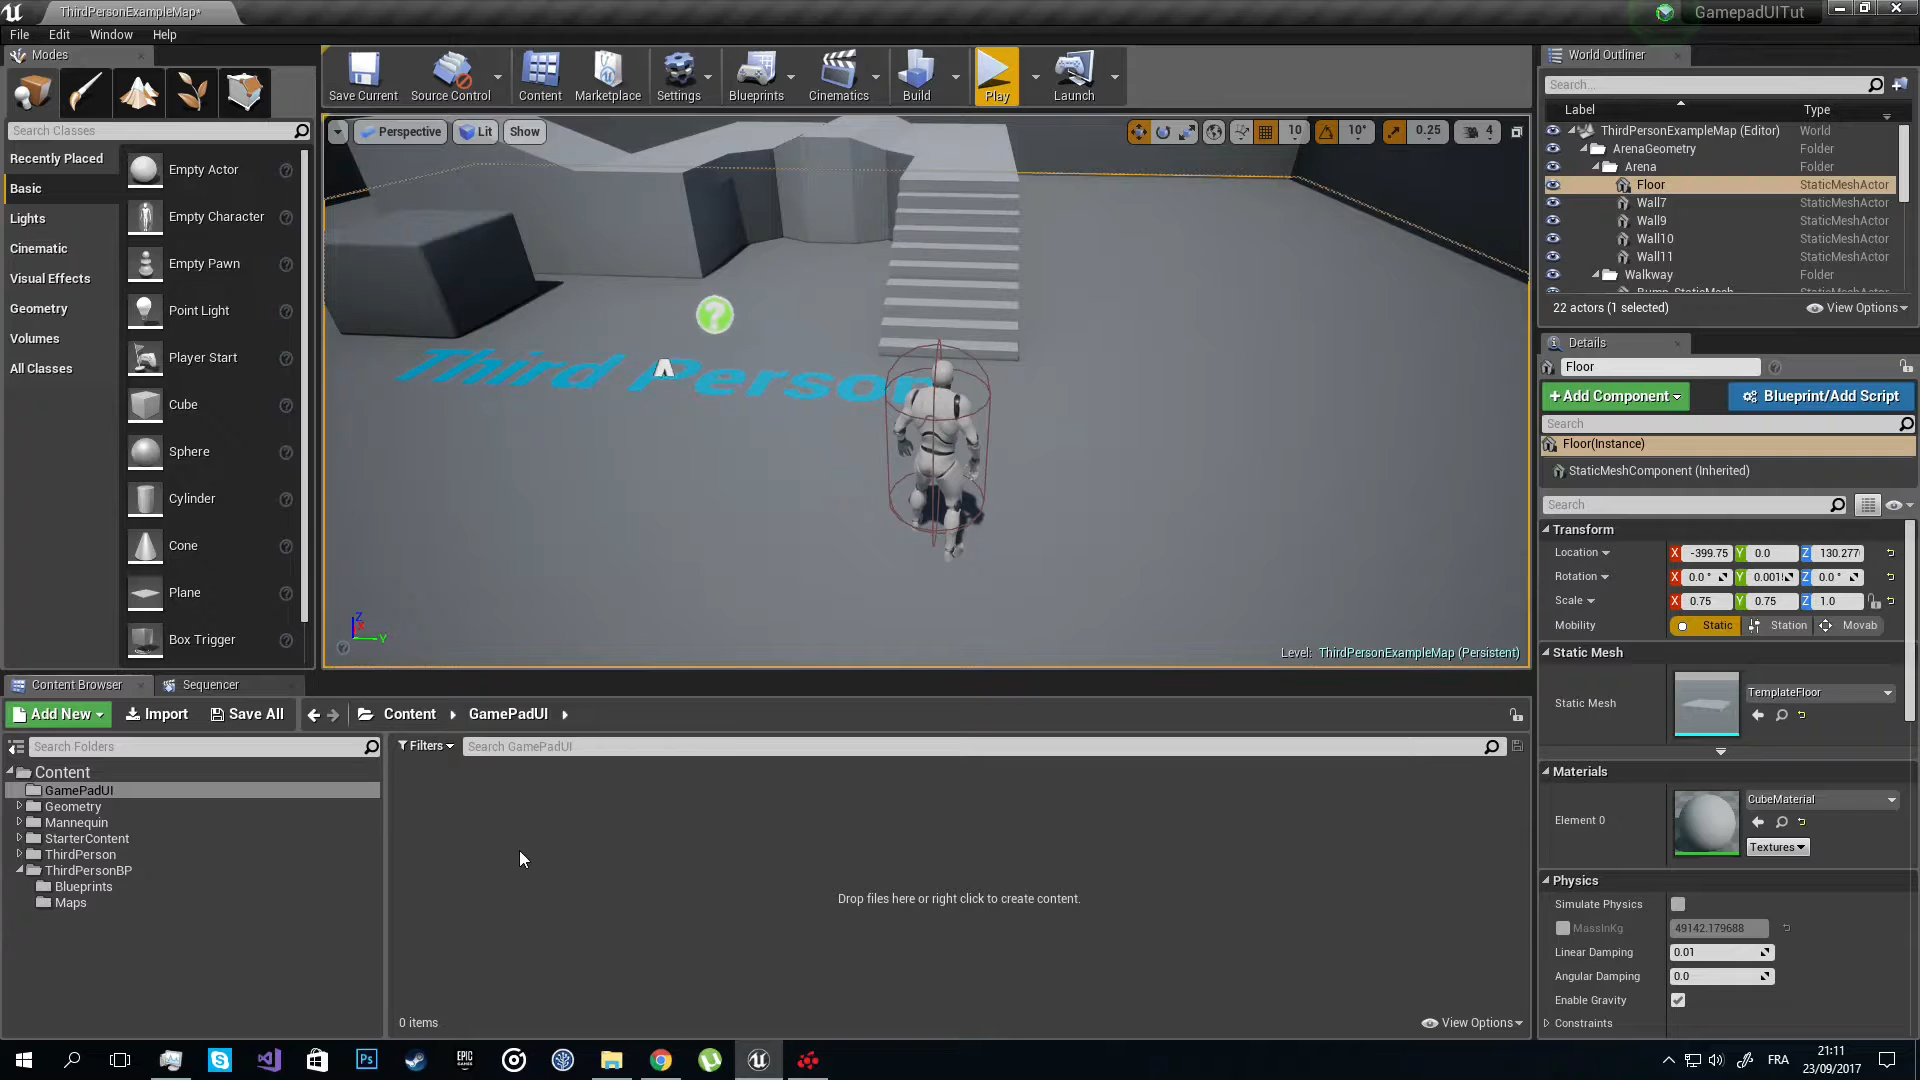 ThirdPersonExampleMap*
GamepadUITut
File Edit Window Help
Modes
Search Classes
Recently Placed
Basic
Lights
Cinematic
Visual Effects
Geometry
Volumes
All Classes
Empty Actor
Empty Character
Empty Pawn
Point Light
Player Start
Cube
Sphere
Cylinder
Cone
Plane
Box Trigger
Save Current Source Control Content Marketplace Settings Blueprints Cinematics Build Play Launch
Perspective Lit Show
10 10° 0.25 4
Third Person
Level: ThirdPersonExampleMap (Persistent)
World Outliner
Search...
Label Type
ThirdPersonExampleMap (Editor) World
ArenaGeometry Folder
Arena Folder
Floor StaticMeshActor
Wall7 StaticMeshActor
Wall9 StaticMeshActor
Wall10 StaticMeshActor
Wall11 StaticMeshActor
Walkway Folder
Bump_StaticMesh
22 actors (1 selected) View Options
Details
Floor
+Add Component Blueprint/Add Script
Search
Floor(Instance)
StaticMeshComponent (Inherited)
Search
Transform
Location X -399.75 Y 0.0 Z 130.277
Rotation X 0.0 ° Y 0.001 Z 0.0 °
Scale X 0.75 Y 0.75 Z 1.0
Mobility Static Station Movab
Static Mesh
Static Mesh TemplateFloor
Materials
Element 0 CubeMaterial
Textures
Physics
Simulate Physics
MassInKg 49142.179688
Linear Damping 0.01
Angular Damping 0.0
Enable Gravity
Constraints
Content Browser Sequencer
Add New Import Save All Content GamePadUI
Search Folders
Content
GamePadUI
Geometry
Mannequin
StarterContent
ThirdPerson
ThirdPersonBP
Blueprints
Maps
Filters Search GamePadUI
Drop files here or right click to create content.
0 items View Options
Ps
EPIC GAMES
FRA
21:11
23/09/2017